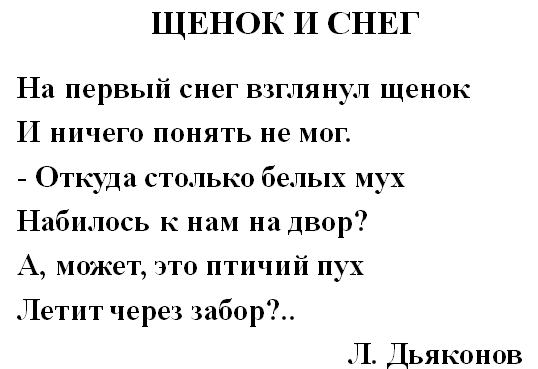 ЩЕНОК И СНЕГ
На первый снег взглянул щенок
И ничего понять не мог.
- Откуда столько белых мух
Набилось к нам на двор?
А, может, это птичий пух
Летит через забор?..
Л. Дьяконов